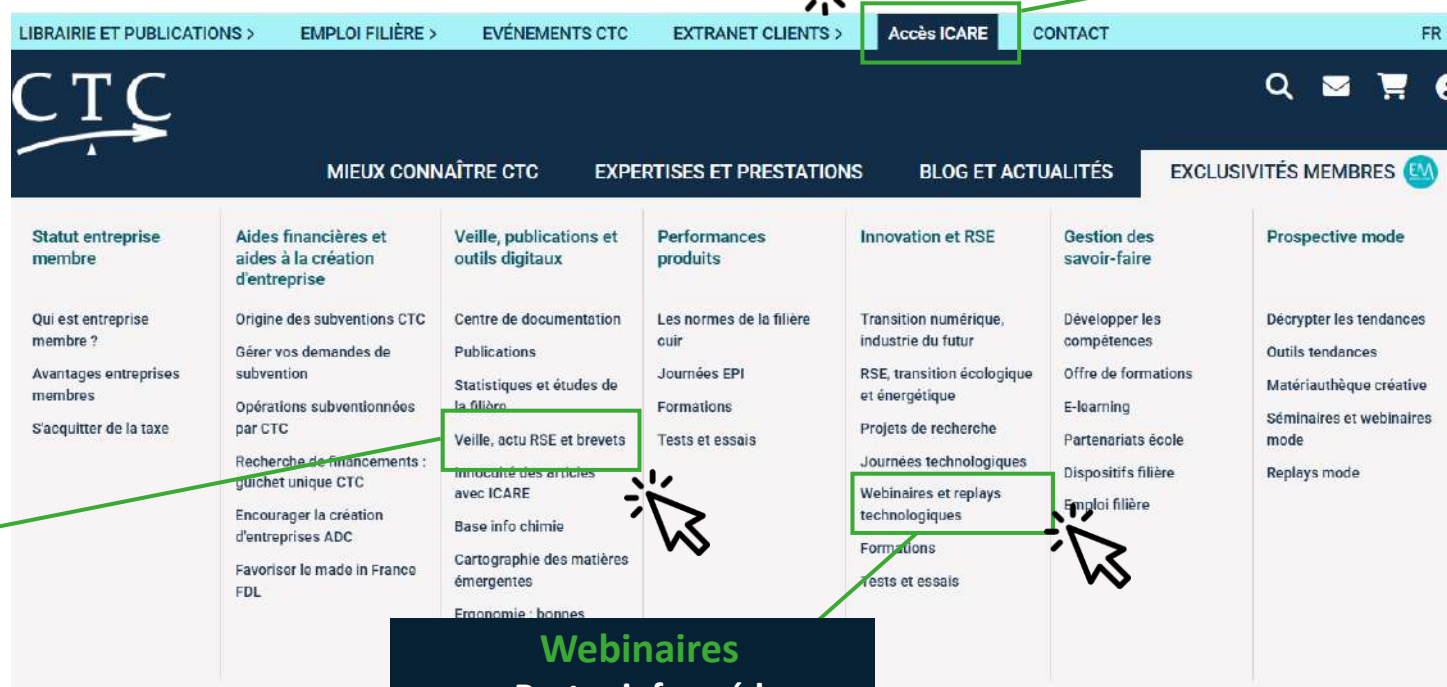 LIBRAIRIE ET PUBLICATIONS >
EMPLOI FILIÈRE >
EVÉNEMENTS CTC
EXTRANET CLIENTS >
Accès ICARE
CONTACT
FR
CTC
MIEUX CONNAÎTRE CTC
EXPERTISES ET PRESTATIONS
BLOG ET ACTUALITÉS
EXCLUSIVITÉS MEMBRES EM
Statut entreprise
membre
Qui est entreprise
membre ?
Avantages entreprises
membres
S'acquitter de la taxe
Aides financières et
aides à la création
d'entreprise
Origine des subventions CTC
Gérer vos demandes de
subvention
Opérations subventionnées
par CTC
Recherche de financements :
guichet unique CTC
Encourager la création
d'entreprises ADC
Favoriser le made in France
FDL
Veille, publications et
outils digitaux
Centre de documentation
Publications
Statistiques et études de
la filière
Veille, actu RSE et brevets
Innocuité des articles
avec ICARE
Base info chimie
Cartographie des matières
émergentes
Ergonomie : bonnes
Performances
produits
Les normes de la filière
cuir
Journées EPI
Formations
Tests et essais
Innovation et RSE
Transition numérique,
industrie du futur
RSE, transition écologique
et énergétique
Projets de recherche
Journées technologiques
Webinaires et replays
technologiques
Formations
Tests et essais
Gestion des
savoir-faire
Développer les
compétences
Offre de formations
E-learning
Partenariats école
Dispositifs filière
Emploi filière
Prospective mode
Décrypter les tendances
Outils tendances
Matériauthèque créative
Séminaires et webinaires
mode
Replays mode
Webinaires